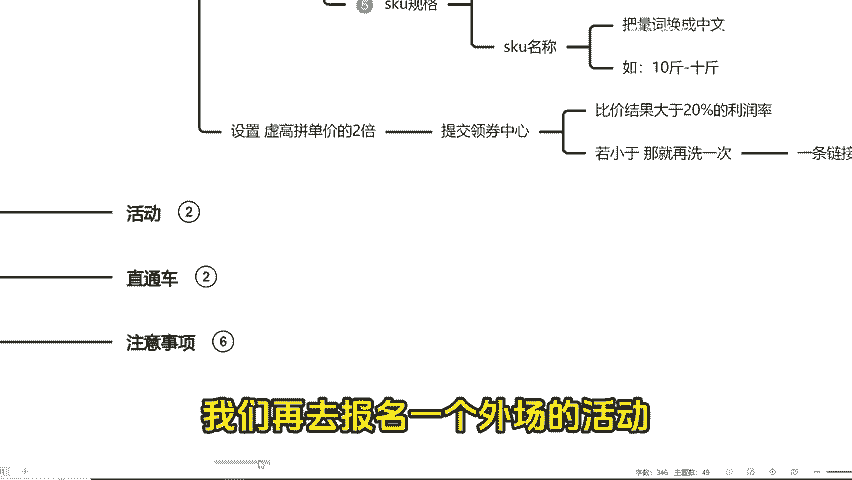 6 sku规格
把量词换成中文
sku名称
如：10斤-十斤
比价结果大于20%的利润率
设置 虚高拼单价的2倍
提交领券中心
若小于 那就再洗一次
一条链接
活动 2
直通车 2
注意事项 6
我们再去报名一个外场的活动
字数：346 主题数：49